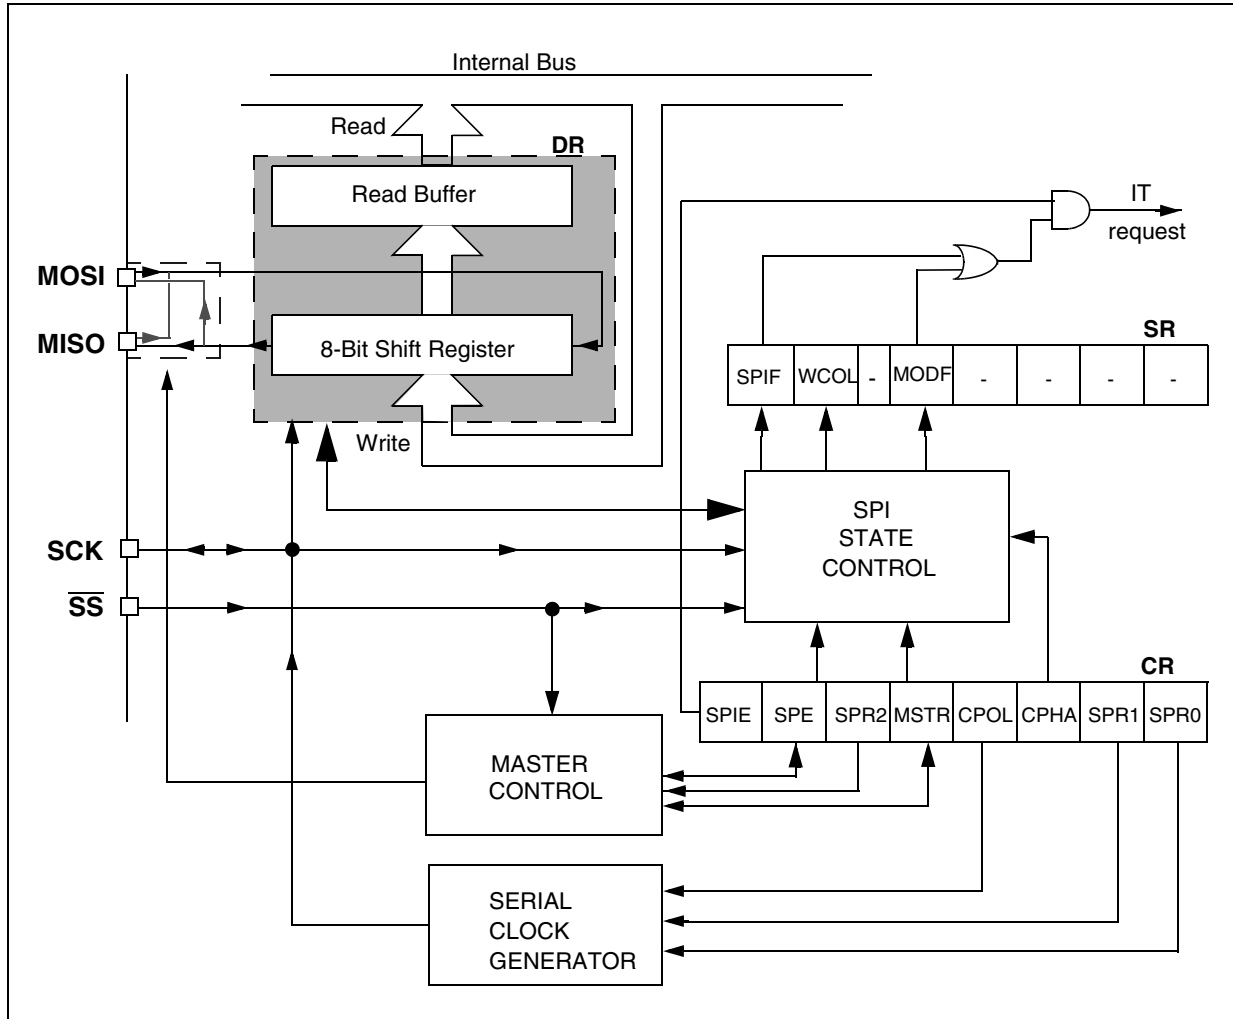 Internal Bus
Read
DR
Read Buffer
IT
request
MOSI
MISO
8-Bit Shift Register
SR
SPIF WCOL - MODF - - - -
Write
SPI
STATE
CONTROL
SCK
SS
CR
SPIE SPE SPR2 MSTR CPOL CPHA SPR1 SPR0
MASTER
CONTROL
SERIAL
CLOCK
GENERATOR